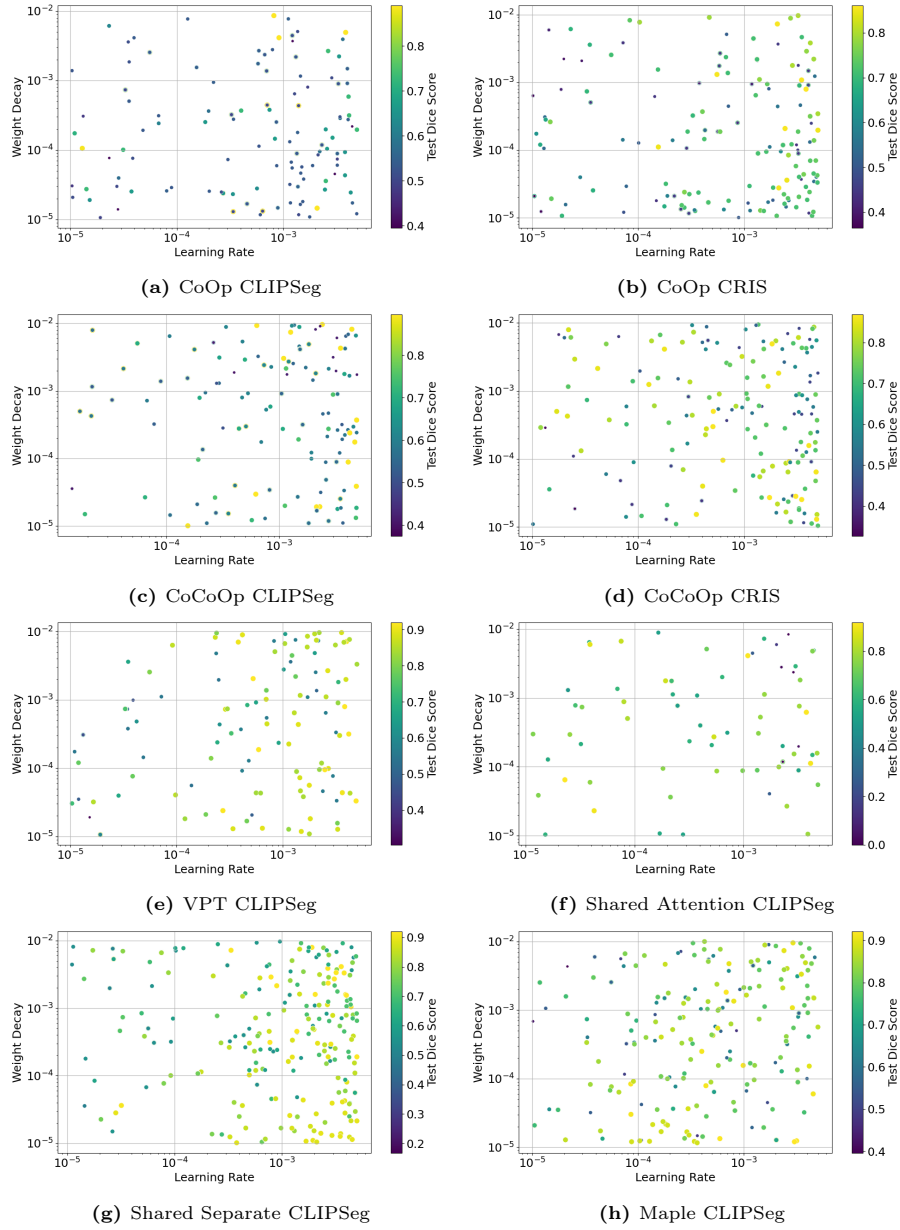 10⁻² 10⁻³ 10⁻⁴ 10⁻⁵
Weight Decay
10⁻⁵ 10⁻⁴ 10⁻³
Learning Rate
0.8 0.7 0.6 0.5 0.4
Test Dice Score
(a) CoOp CLIPSeg
10⁻² 10⁻³ 10⁻⁴ 10⁻⁵
Weight Decay
10⁻⁵ 10⁻⁴ 10⁻³
Learning Rate
0.8 0.7 0.6 0.5 0.4
Test Dice Score
(b) CoOp CRIS
10⁻² 10⁻³ 10⁻⁴ 10⁻⁵
Weight Decay
10⁻⁴ 10⁻³
Learning Rate
0.8 0.7 0.6 0.5 0.4
Test Dice Score
(c) CoCoOp CLIPSeg
10⁻² 10⁻³ 10⁻⁴ 10⁻⁵
Weight Decay
10⁻⁵ 10⁻⁴ 10⁻³
Learning Rate
0.8 0.7 0.6 0.5 0.4
Test Dice Score
(d) CoCoOp CRIS
10⁻² 10⁻³ 10⁻⁴ 10⁻⁵
Weight Decay
10⁻⁵ 10⁻⁴ 10⁻³
Learning Rate
0.9 0.8 0.7 0.6 0.5 0.4
Test Dice Score
(e) VPT CLIPSeg
10⁻² 10⁻³ 10⁻⁴ 10⁻⁵
Weight Decay
10⁻⁵ 10⁻⁴ 10⁻³
Learning Rate
0.8 0.6 0.4 0.2 0.0
Test Dice Score
(f) Shared Attention CLIPSeg
10⁻² 10⁻³ 10⁻⁴ 10⁻⁵
Weight Decay
10⁻⁵ 10⁻⁴ 10⁻³
Learning Rate
0.9 0.8 0.7 0.6 0.5 0.4 0.3 0.2
Test Dice Score
(g) Shared Separate CLIPSeg
10⁻² 10⁻³ 10⁻⁴ 10⁻⁵
Weight Decay
10⁻⁵ 10⁻⁴ 10⁻³
Learning Rate
0.9 0.8 0.7 0.6 0.5 0.4
Test Dice Score
(h) Maple CLIPSeg